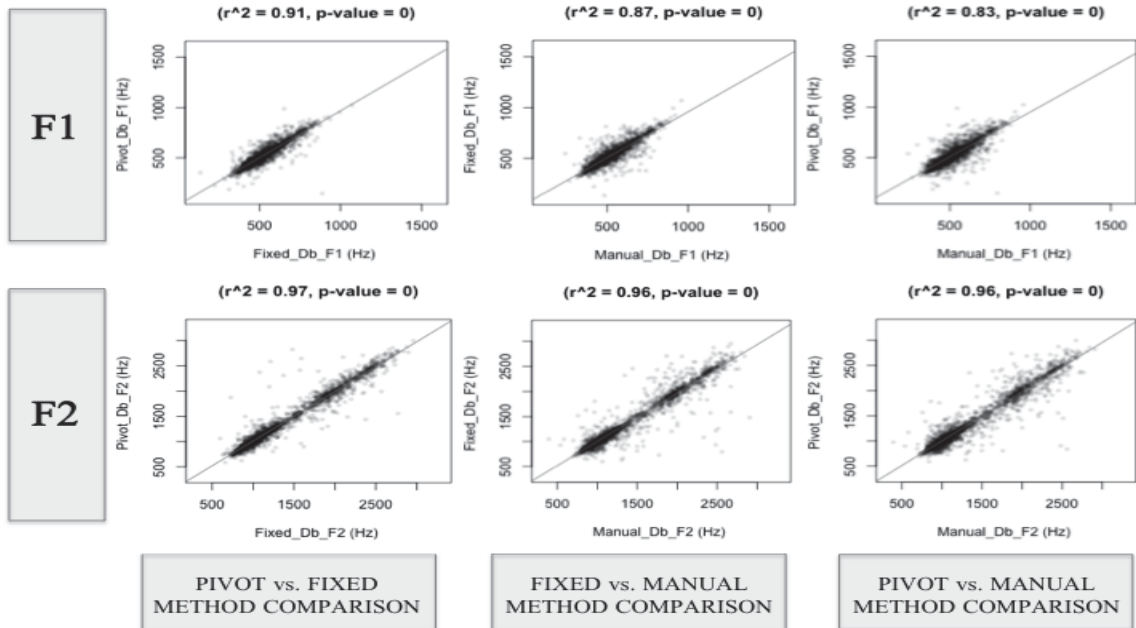 (r^2 = 0.91, p-value = 0)
(r^2 = 0.87, p-value = 0)
(r^2 = 0.83, p-value = 0)
F1
Pivot_Db_F1 (Hz)
500
1000
1500
500
1000
1500
Fixed_Db_F1 (Hz)
Fixed_Db_F1 (Hz)
500
1000
1500
500
1000
1500
Manual_Db_F1 (Hz)
Pivot_Db_F1 (Hz)
500
1000
1500
500
1000
1500
Manual_Db_F1 (Hz)
(r^2 = 0.97, p-value = 0)
(r^2 = 0.96, p-value = 0)
(r^2 = 0.96, p-value = 0)
F2
Pivot_Db_F2 (Hz)
500
1500
2500
500
1500
2500
Fixed_Db_F2 (Hz)
Fixed_Db_F2 (Hz)
500
1500
2500
500
1500
2500
Manual_Db_F2 (Hz)
Pivot_Db_F2 (Hz)
500
1500
2500
500
1500
2500
Manual_Db_F2 (Hz)
PIVOT vs. FIXED
METHOD COMPARISON
FIXED vs. MANUAL
METHOD COMPARISON
PIVOT vs. MANUAL
METHOD COMPARISON